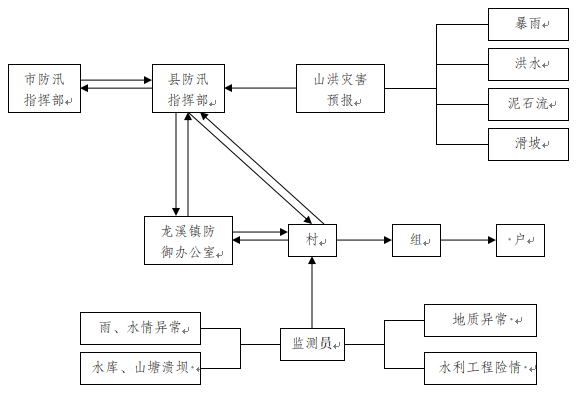 暴雨
市防汛
指挥部
县防汛
指挥部
山洪灾害
预报
洪水
泥石流
滑坡
龙溪镇防
御办公室
村
组
户
雨、水情异常
水库、山塘溃坝
监测员
地质异常
水利工程险情